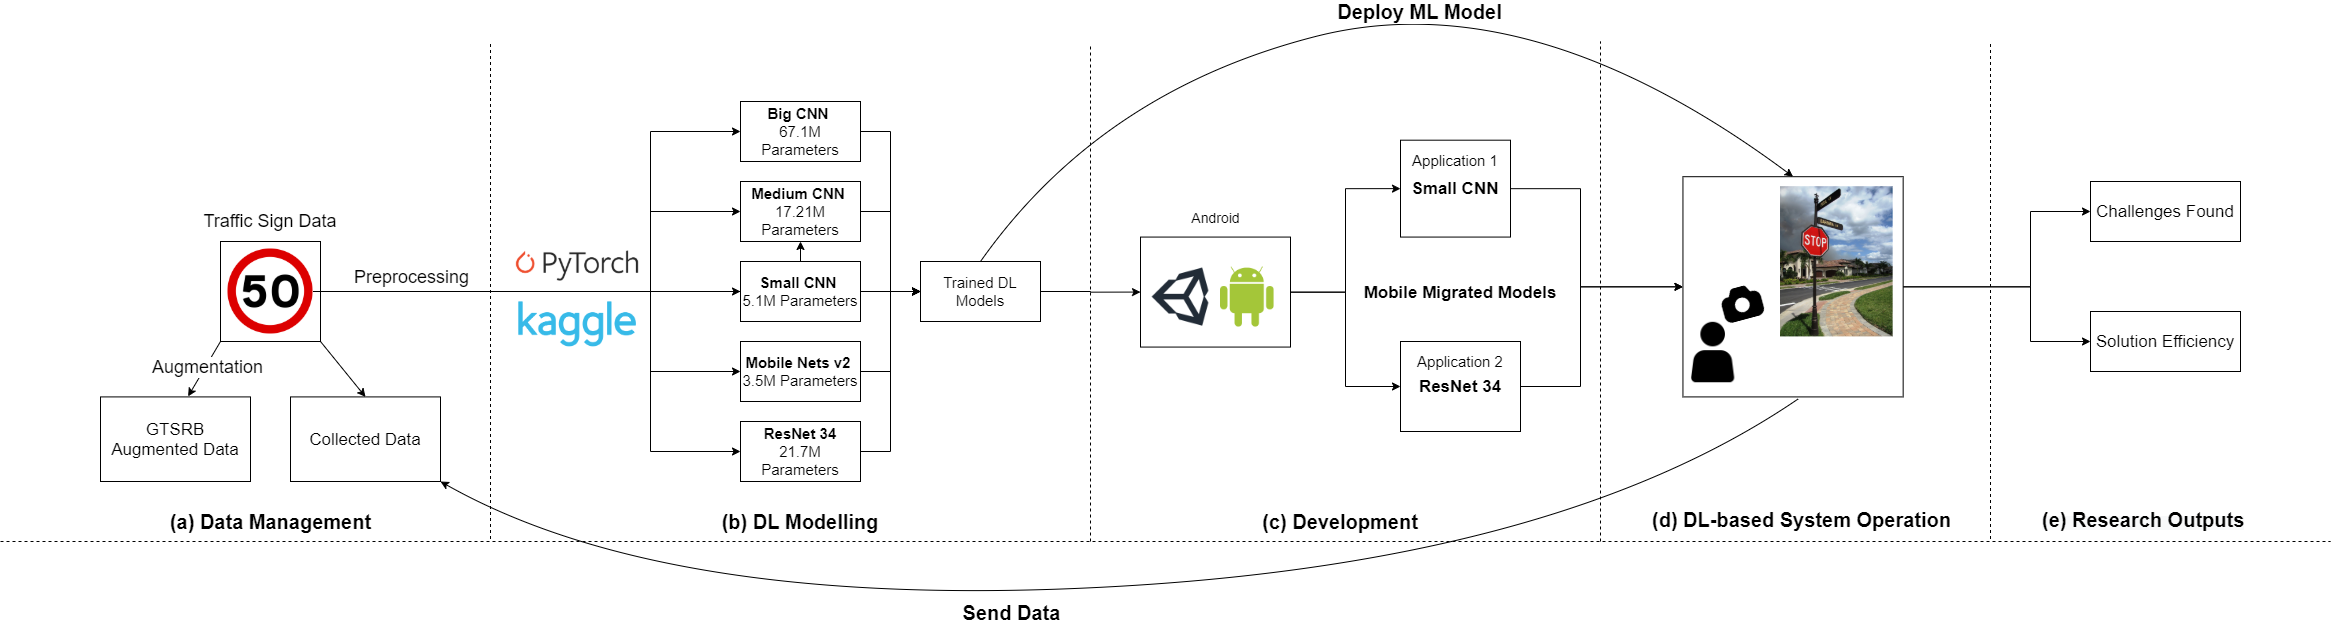 Deploy ML Model
Traffic Sign Data
50
Preprocessing
Augmentation
GTSRB
Augmented Data
Collected Data
(a) Data Management
PyTorch
kaggle
Big CNN
67.1M
Parameters
Medium CNN
17.21M
Parameters
Small CNN
5.1M Parameters
Mobile Nets v2
3.5M Parameters
ResNet 34
21.7M
Parameters
Trained DL
Models
(b) DL Modelling
Android
Application 1
Small CNN
Mobile Migrated Models
Application 2
ResNet 34
(c) Development
STOP
(d) DL-based System Operation
Challenges Found
Solution Efficiency
(e) Research Outputs
Send Data